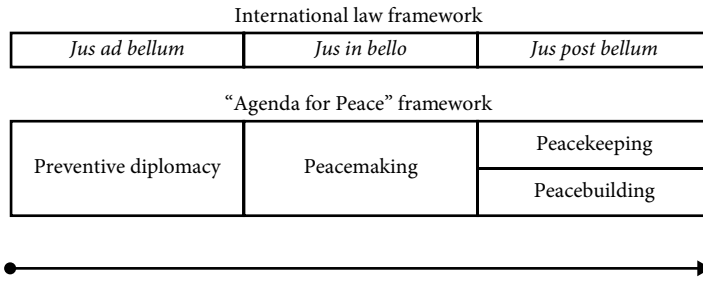 International law framework
Jus ad bellum Jus in bello Jus post bellum
“Agenda for Peace” framework
Preventive diplomacy Peacemaking Peacekeeping
Peacebuilding